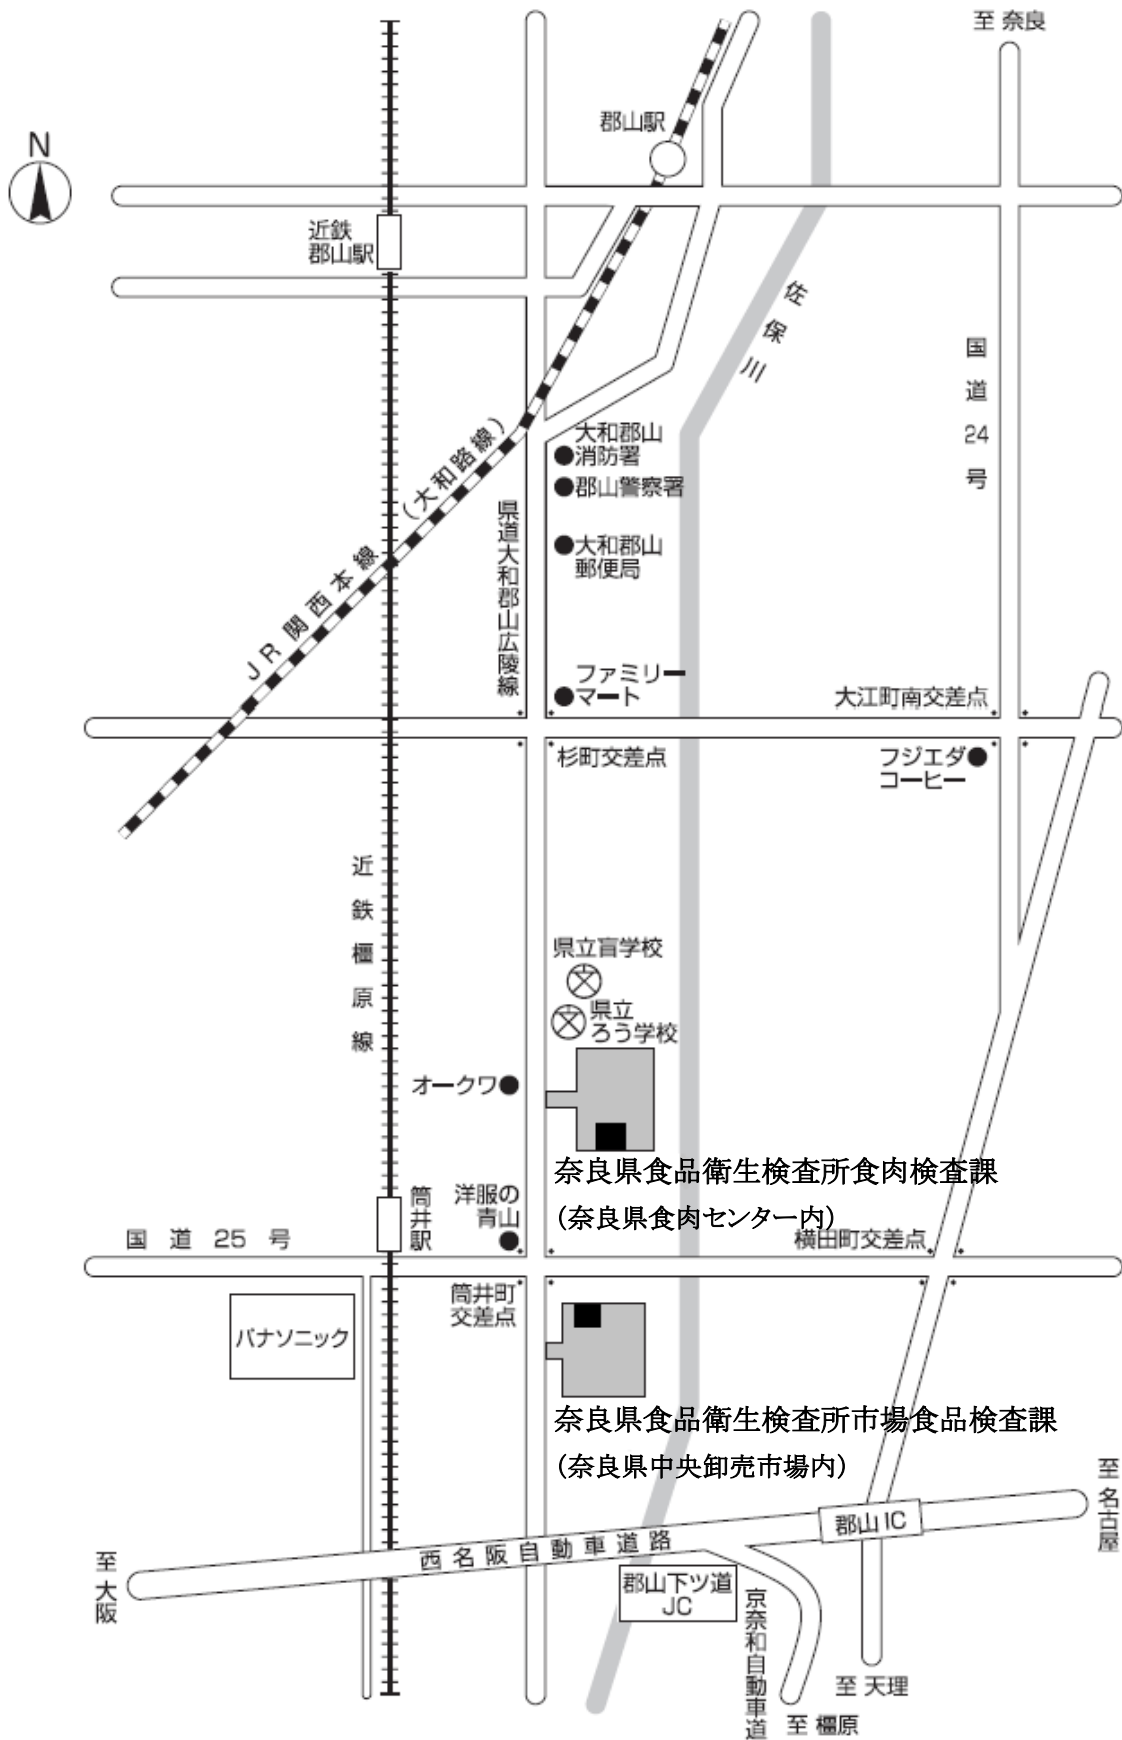 至 奈良
郡山駅
N
近鉄
郡山駅
佐保川
国道24号
大和郡山
消防署
郡山警察署
(大和路線)
県道大和郡山広陵線
大和郡山
郵便局
JR関西本線
ファミリー
マート
大江町南交差点
杉町交差点
フジエダ
コーヒー
近鉄橿原線
県立盲学校
県立
ろう学校
オークワ
奈良県食品衛生検査所食肉検査課
(奈良県食肉センター内)
洋服の
青山
筒井駅
国道25号
横田町交差点
筒井町
交差点
パナソニック
奈良県食品衛生検査所市場食品検査課
(奈良県中央卸売市場内)
至 名古屋
郡山 IC
西名阪自動車道路
至 大阪
郡山下ツ道
JC
京奈和自動車道
至 天理
至 橿原